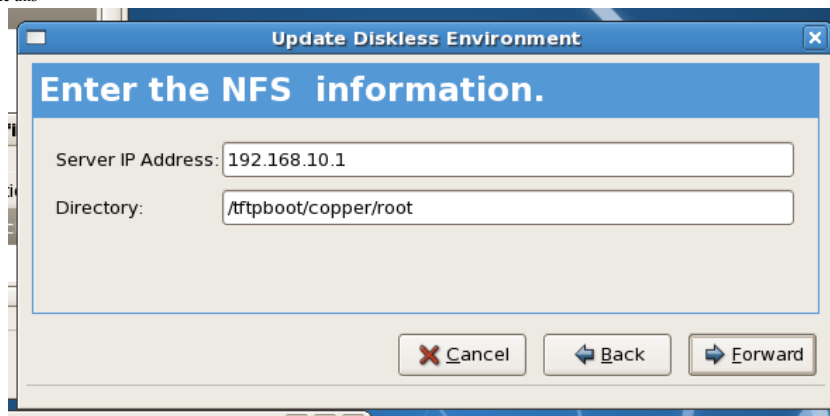 Update Diskless Environment
Enter the NFS information.
Server IP Address: 192.168.10.1
Directory: /tftpboot/copper/root
Cancel Back Forward